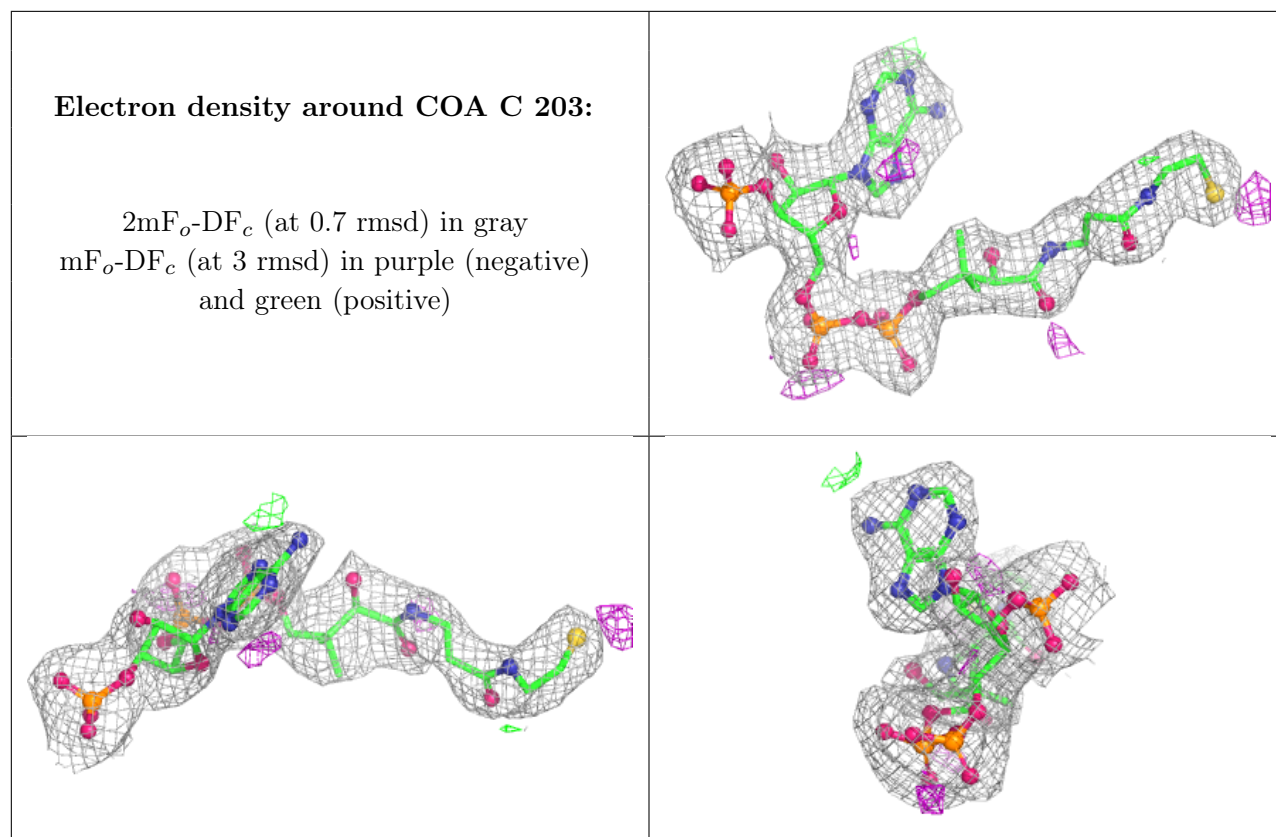 Electron density around COA C 203:
2mFo-DFc (at 0.7 rmsd) in gray
mFo-DFc (at 3 rmsd) in purple (negative)
and green (positive)